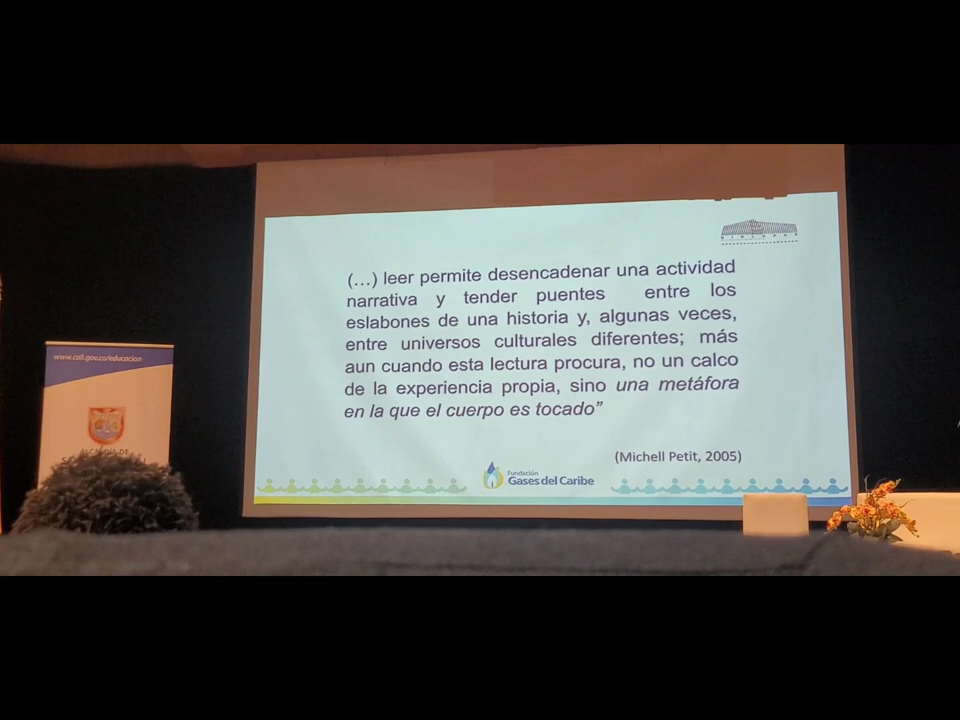 (...) leer permite desencadenar una actividad
narrativa y tender puentes entre los
eslabones de una historia y, algunas veces,
entre universos culturales diferentes; más
aun cuando esta lectura procura, no un calco
de la experiencia propia, sino una metáfora
en la que el cuerpo es tocado”
(Michell Petit, 2005)
Fundación
Gases del Caribe
www.cali.gov.co/educacion
ALCALDÍA DE